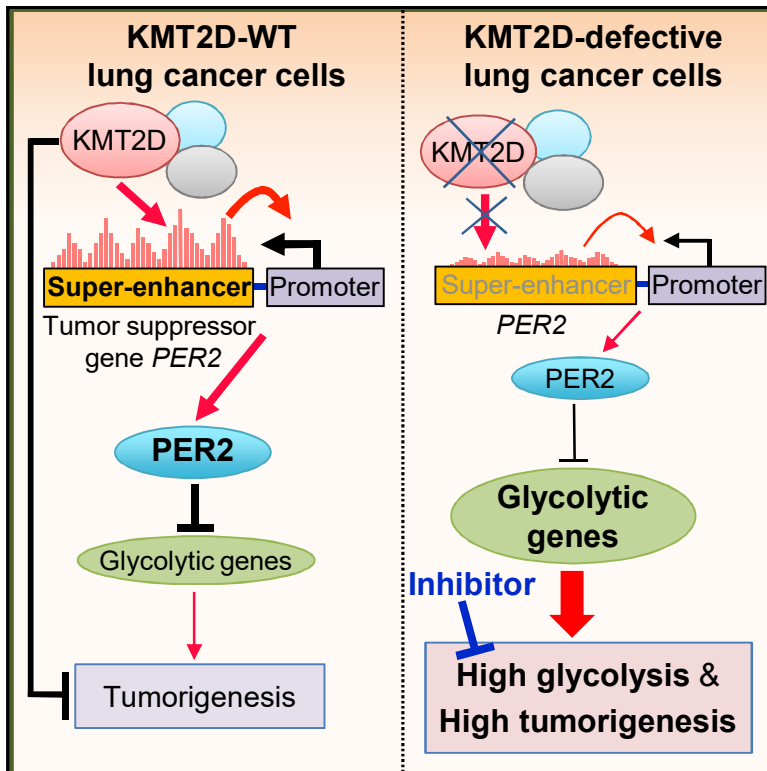 KMT2D-WT
lung cancer cells
KMT2D
Super-enhancer
Promoter
Tumor suppressor
gene PER2
PER2
Glycolytic genes
Tumorigenesis
KMT2D-defective
lung cancer cells
KMT2D
Super-enhancer
Promoter
PER2
PER2
Glycolytic
genes
Inhibitor
High glycolysis &
High tumorigenesis